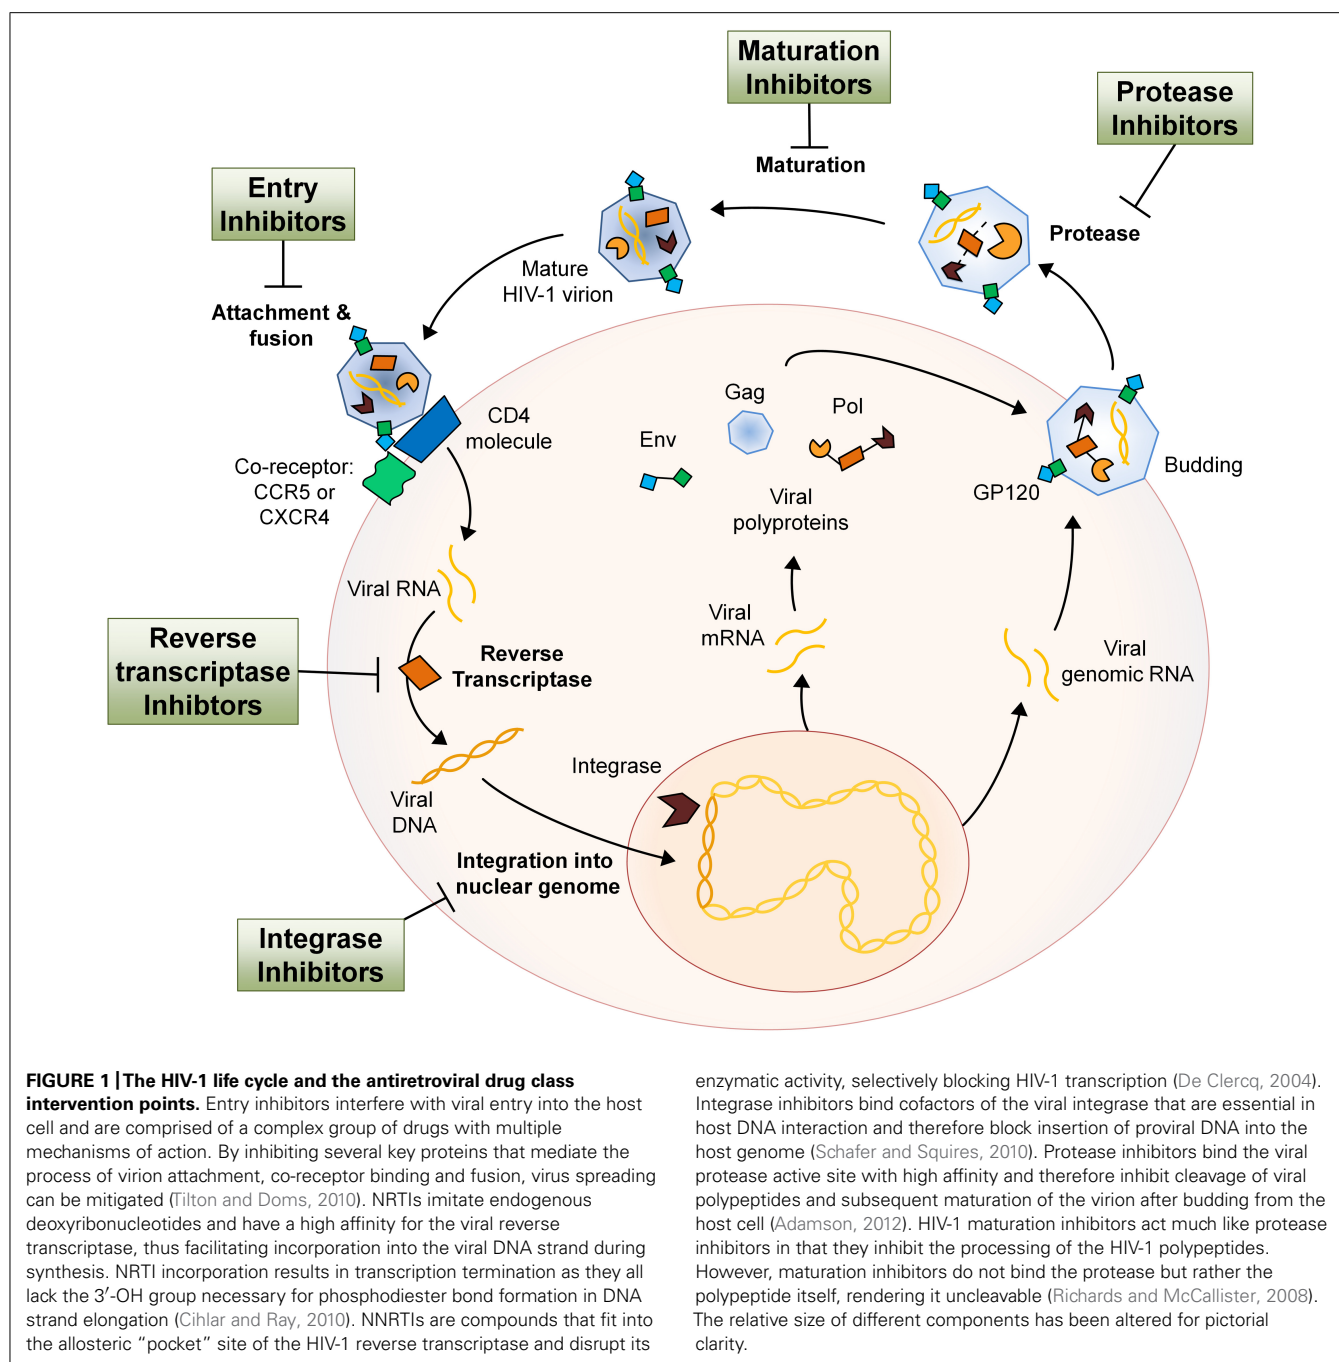 Maturation
Inhibitors
Protease
Inhibitors
Maturation
Entry
Inhibitors
Protease
Mature
HIV-1 virion
Attachment &
fusion
Gag
Pol
CD4
molecule
Env
Budding
Co-receptor:
CCR5 or
CXCR4
GP120
Viral
polyproteins
Viral RNA
Viral
mRNA
Reverse
transcriptase
Inhibtors
Reverse
Transcriptase
Viral
genomic RNA
Integrase
Viral
DNA
Integration into
nuclear genome
Integrase
Inhibitors
FIGURE 1 | The HIV-1 life cycle and the antiretroviral drug class
intervention points. Entry inhibitors interfere with viral entry into the host
cell and are comprised of a complex group of drugs with multiple
mechanisms of action. By inhibiting several key proteins that mediate the
process of virion attachment, co-receptor binding and fusion, virus spreading
can be mitigated (Tilton and Doms, 2010). NRTIs imitate endogenous
deoxyribonucleotides and have a high affinity for the viral reverse
transcriptase, thus facilitating incorporation into the viral DNA strand during
synthesis. NRTI incorporation results in transcription termination as they all
lack the 3′-OH group necessary for phosphodiester bond formation in DNA
strand elongation (Cihlar and Ray, 2010). NNRTIs are compounds that fit into
the allosteric “pocket” site of the HIV-1 reverse transcriptase and disrupt its
enzymatic activity, selectively blocking HIV-1 transcription (De Clercq, 2004).
Integrase inhibitors bind cofactors of the viral integrase that are essential in
host DNA interaction and therefore block insertion of proviral DNA into the
host genome (Schafer and Squires, 2010). Protease inhibitors bind the viral
protease active site with high affinity and therefore inhibit cleavage of viral
polypeptides and subsequent maturation of the virion after budding from the
host cell (Adamson, 2012). HIV-1 maturation inhibitors act much like protease
inhibitors in that they inhibit the processing of the HIV-1 polypeptides.
However, maturation inhibitors do not bind the protease but rather the
polypeptide itself, rendering it uncleavable (Richards and McCallister, 2008).
The relative size of different components has been altered for pictorial
clarity.